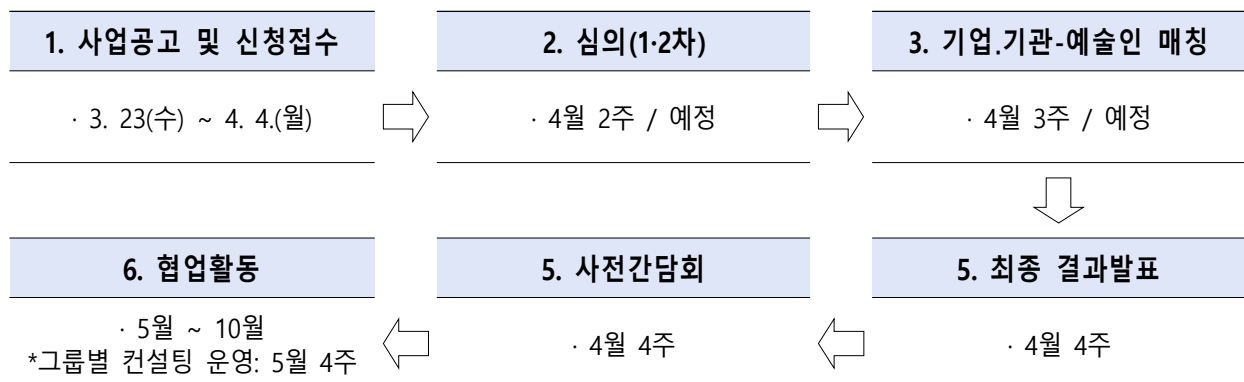 1. 사업공고 및 신청접수
· 3. 23(수) ~ 4. 4.(월)
2. 심의(1·2차)
· 4월 2주 / 예정
3. 기업.기관-예술인 매칭
· 4월 3주 / 예정
5. 최종 결과발표
· 4월 4주
5. 사전간담회
· 4월 4주
6. 협업활동
· 5월 ~ 10월
*그룹별 컨설팅 운영: 5월 4주